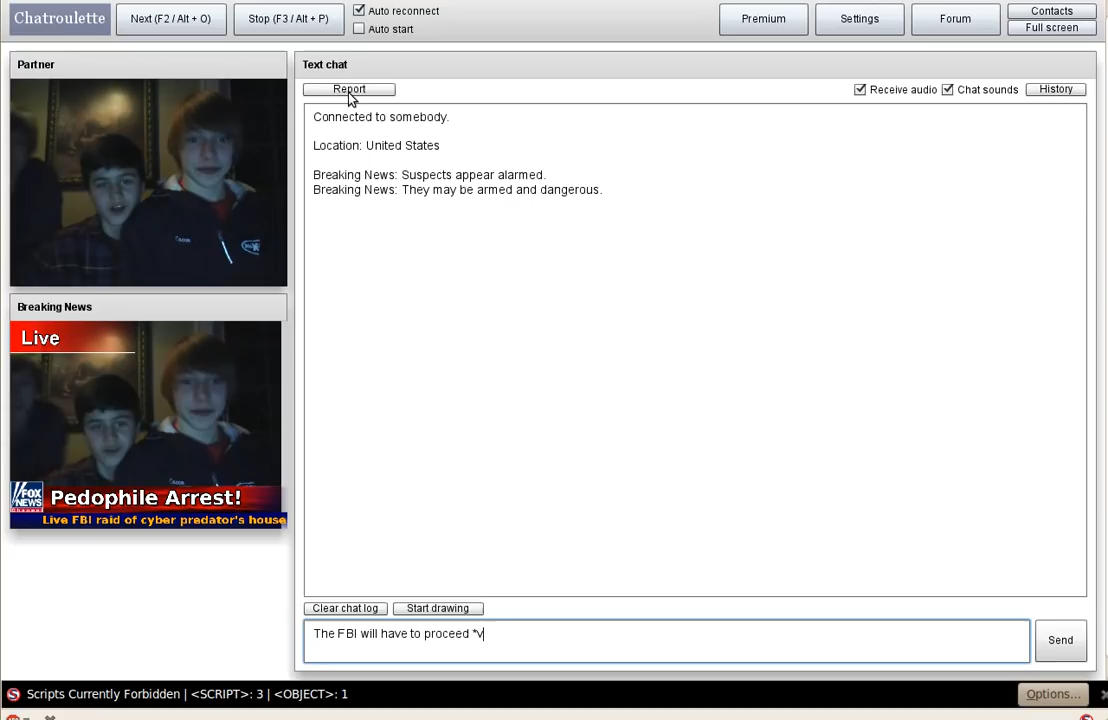 Chatroulette
Next (F2 / Alt + O)
Stop (F3 / Alt + P)
Auto reconnect
Auto start
Premium
Settings
Forum
Contacts
Full screen
Partner
Text chat
Report
Receive audio
Chat sounds
History
Connected to somebody.
Location: United States
Breaking News: Suspects appear alarmed.
Breaking News: They may be armed and dangerous.
Breaking News
Live
FOX
NEWS
Channel
Pedophile Arrest!
Live FBI raid of cyber predator's house
Clear chat log
Start drawing
The FBI will have to proceed *v
Send
Scripts Currently Forbidden | <SCRIPT>: 3 | <OBJECT>: 1
Options...